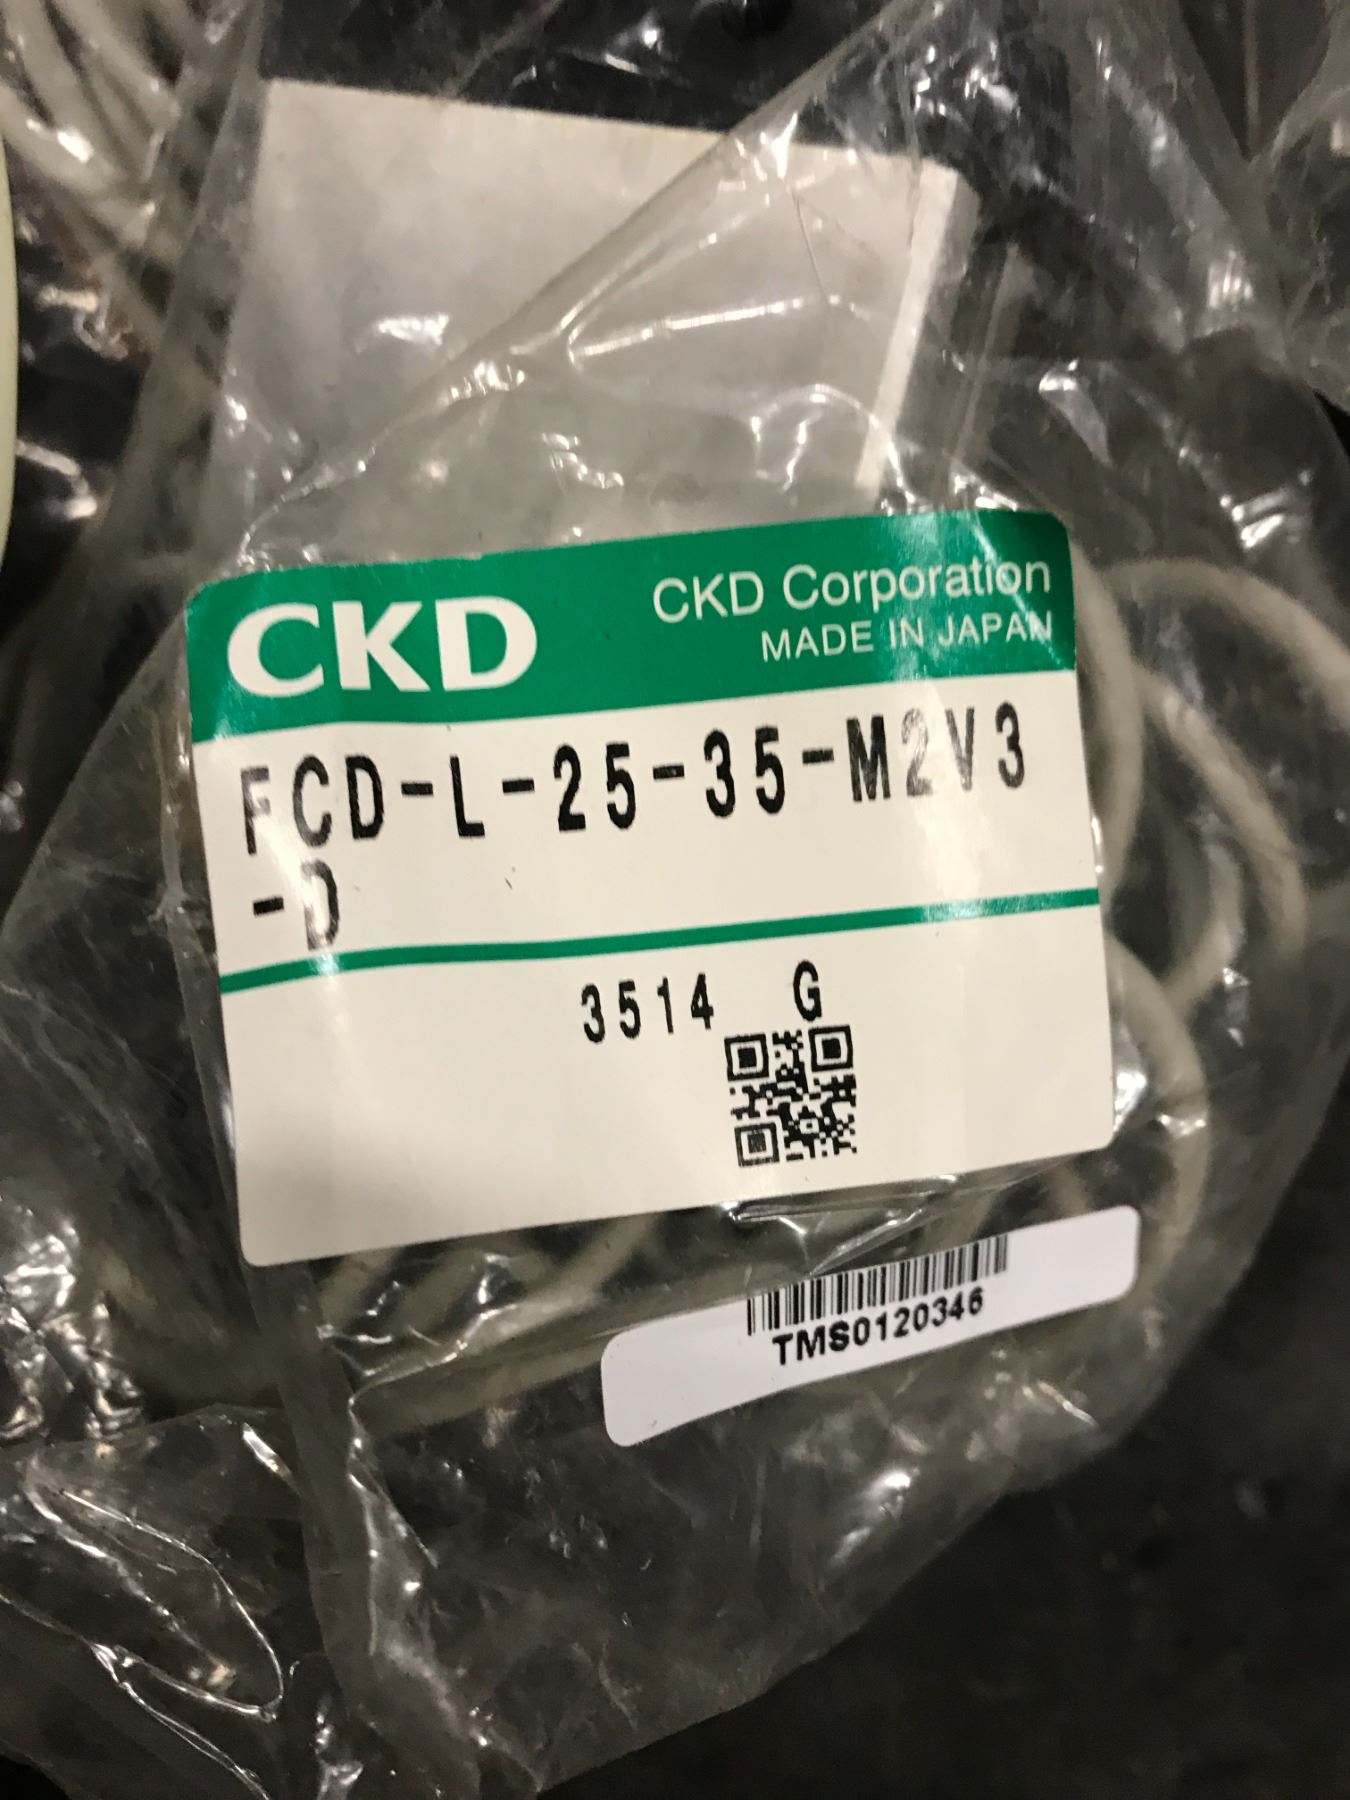 CKD
CKD Corporation
MADE IN JAPAN
FCD-L-25-35-M2V3
-D
3514 G
TMS0120346